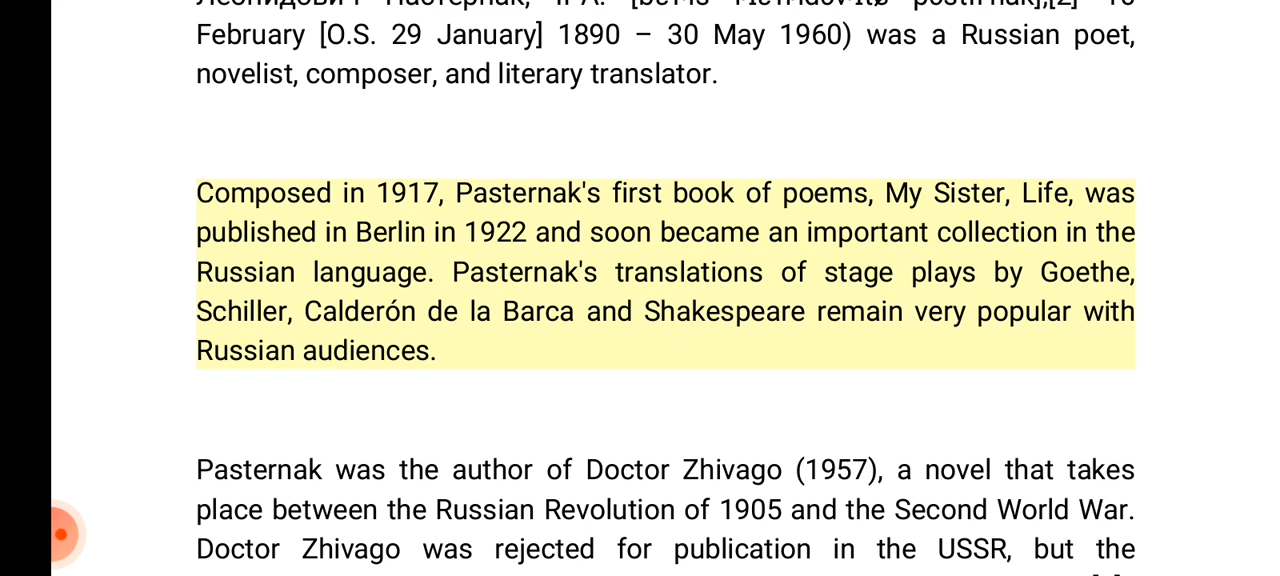 February [O.S. 29 January] 1890 – 30 May 1960) was a Russian poet,
novelist, composer, and literary translator.
Composed in 1917, Pasternak's first book of poems, My Sister, Life, was
published in Berlin in 1922 and soon became an important collection in the
Russian language. Pasternak's translations of stage plays by Goethe,
Schiller, Calderón de la Barca and Shakespeare remain very popular with
Russian audiences.
Pasternak was the author of Doctor Zhivago (1957), a novel that takes
place between the Russian Revolution of 1905 and the Second World War.
Doctor Zhivago was rejected for publication in the USSR, but the